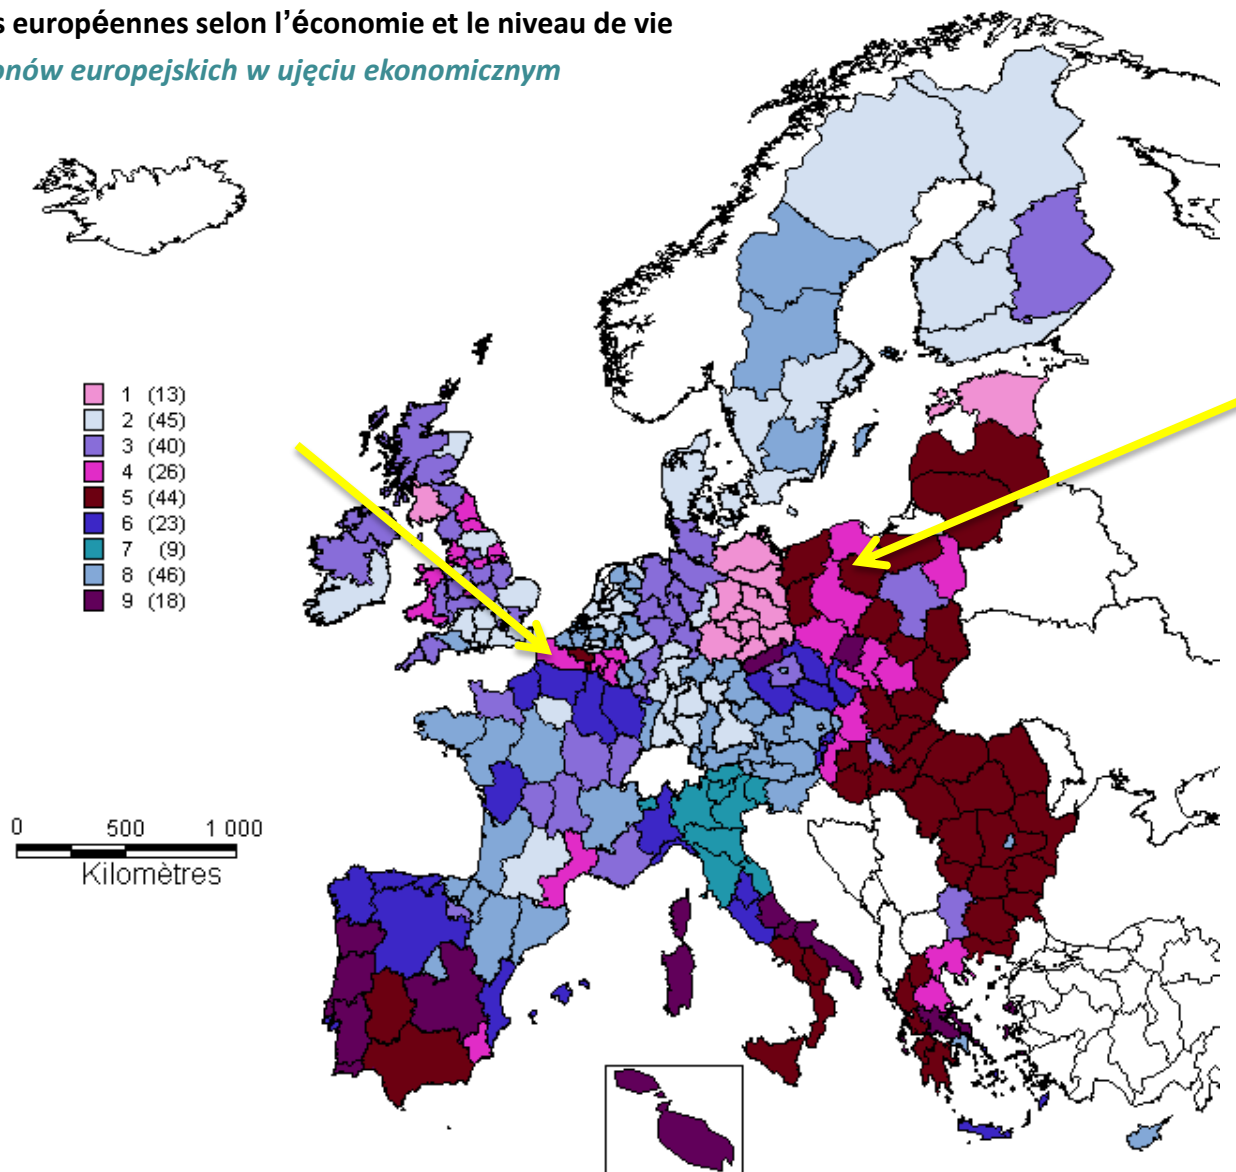 s européennes selon l’économie et le niveau de vie
onów europejskich w ujęciu ekonomicznym
1 (13)
2 (45)
3 (40)
4 (26)
5 (44)
6 (23)
7 (9)
8 (46)
9 (18)
0 500 1 000
Kilomètres